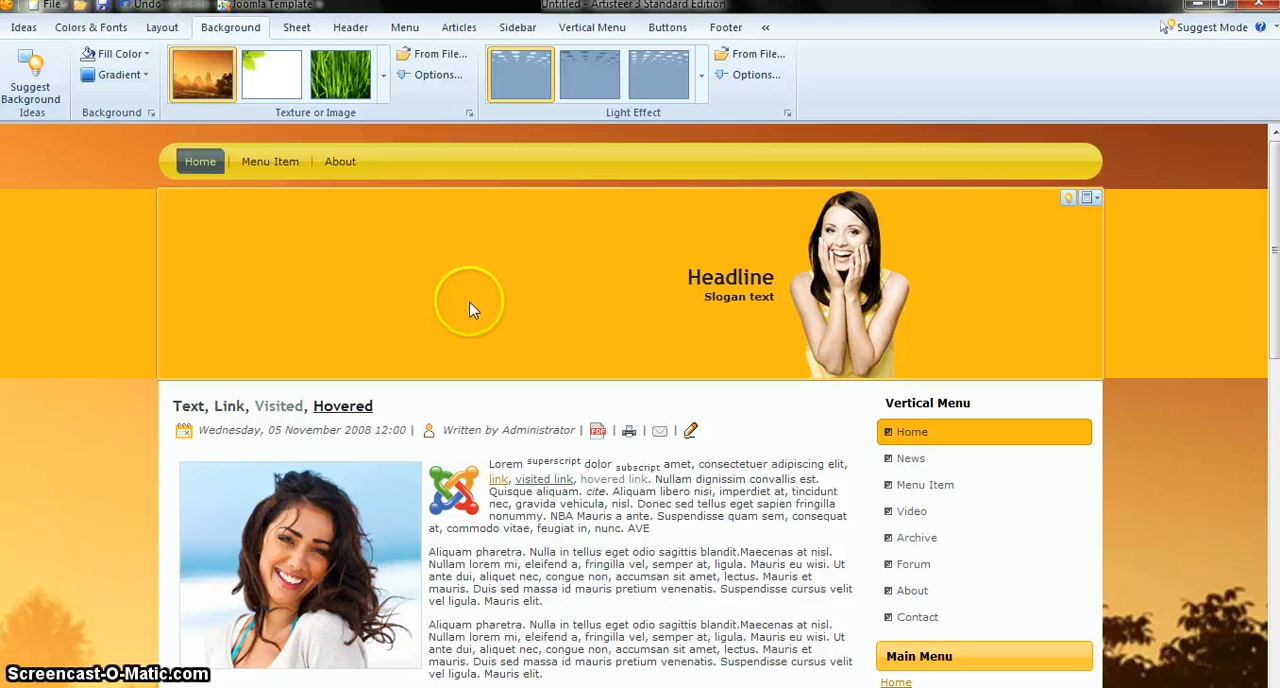 File Undo Joomla Template Untitled - Artisteer 3 Standard Edition
Ideas Colors & Fonts Layout Background Sheet Header Menu Articles Sidebar Vertical Menu Buttons Footer « Suggest Mode
Fill Color From File... From File...
Gradient Options... Options...
Suggest
Background
Ideas
Background Texture or Image Light Effect
Home Menu Item About
Headline
Slogan text
Text, Link, Visited, Hovered
Wednesday, 05 November 2008 12:00 | Written by Administrator | PDF | | |
Lorem superscript dolor subscript amet, consectetuer adipiscing elit,
link, visited link, hovered link. Nullam dignissim convallis est.
Quisque aliquam. cite. Aliquam libero nisi, imperdiet at, tincidunt
nec, gravida vehicula, nisl. Donec sed tellus eget sapien fringilla
nonummy. NBA Mauris a ante. Suspendisse quam sem, consequat
at, commodo vitae, feugiat in, nunc. AVE
Aliquam pharetra. Nulla in tellus eget odio sagittis blandit.Maecenas at nisl.
Nullam lorem mi, eleifend a, fringilla vel, semper at, ligula. Mauris eu wisi. Ut
ante dui, aliquet nec, congue non, accumsan sit amet, lectus. Mauris et
mauris. Duis sed massa id mauris pretium venenatis. Suspendisse cursus velit
vel ligula. Mauris elit.
Aliquam pharetra. Nulla in tellus eget odio sagittis blandit.Maecenas at nisl.
Nullam lorem mi, eleifend a, fringilla vel, semper at, ligula. Mauris eu wisi. Ut
ante dui, aliquet nec, congue non, accumsan sit amet, lectus. Mauris et
mauris. Duis sed massa id mauris pretium venenatis. Suspendisse cursus velit
vel ligula. Mauris elit.
Vertical Menu
Home
News
Menu Item
Video
Archive
Forum
About
Contact
Main Menu
Home
Screencast-O-Matic.com